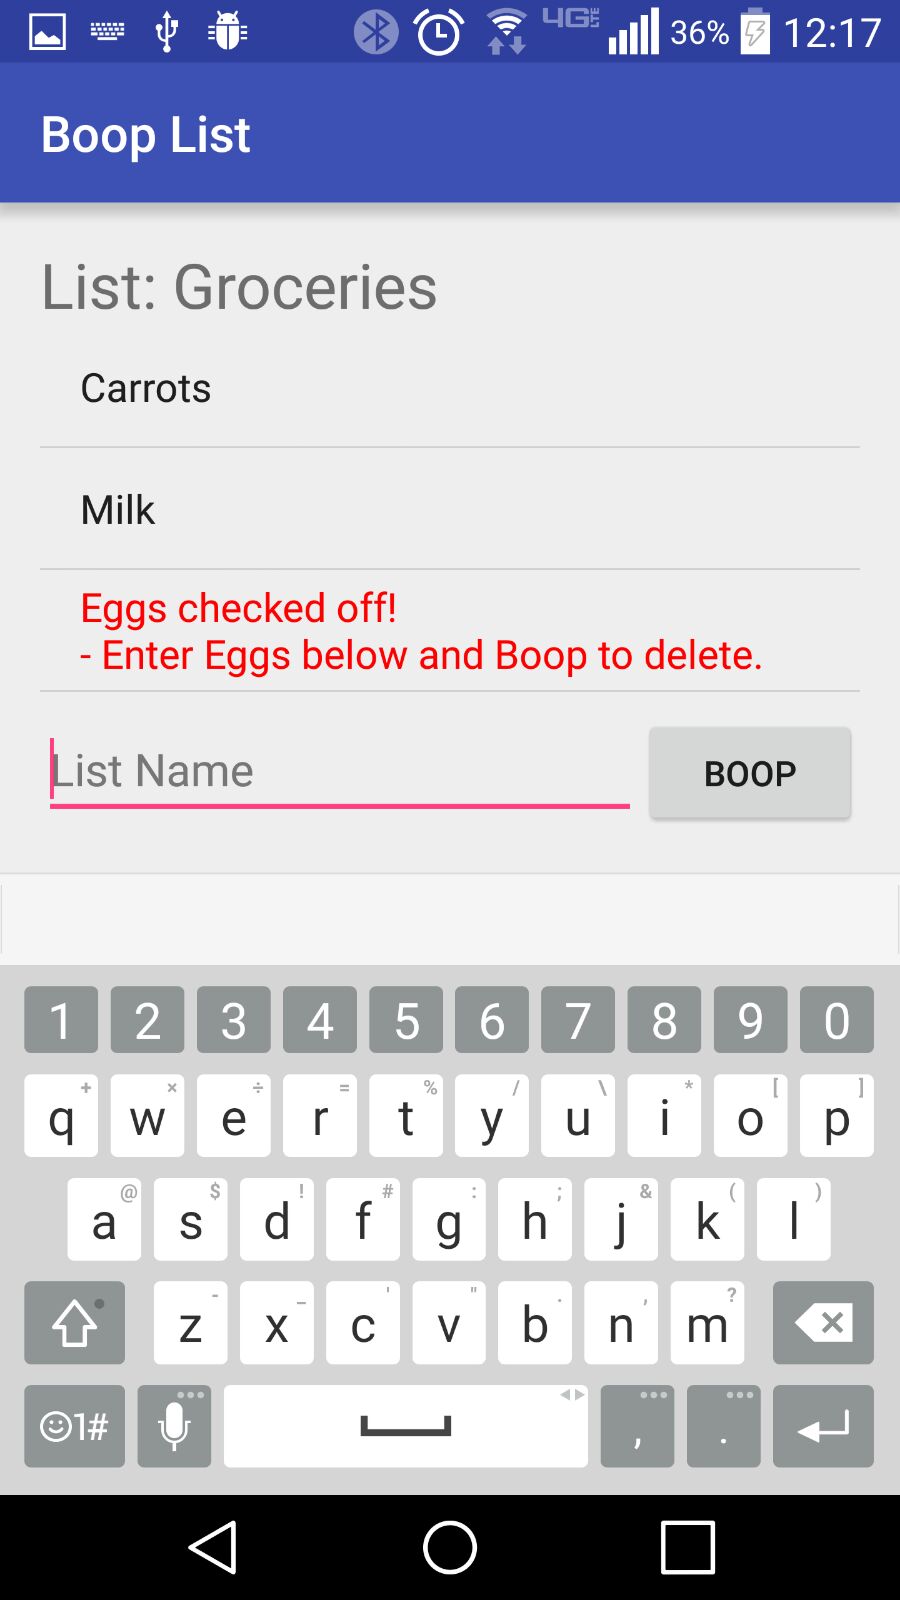 4G LTE 36% 12:17
Boop List
List: Groceries
Carrots
Milk
Eggs checked off!
- Enter Eggs below and Boop to delete.
List Name BOOP
1 2 3 4 5 6 7 8 9 0
+ × ÷ = % / \ * [ ]
q w e r t y u i o p
@ $ ! # : ; & ( )
a s d f g h j k l
- _ ' " . , ?
z x c v b n m
1# , .